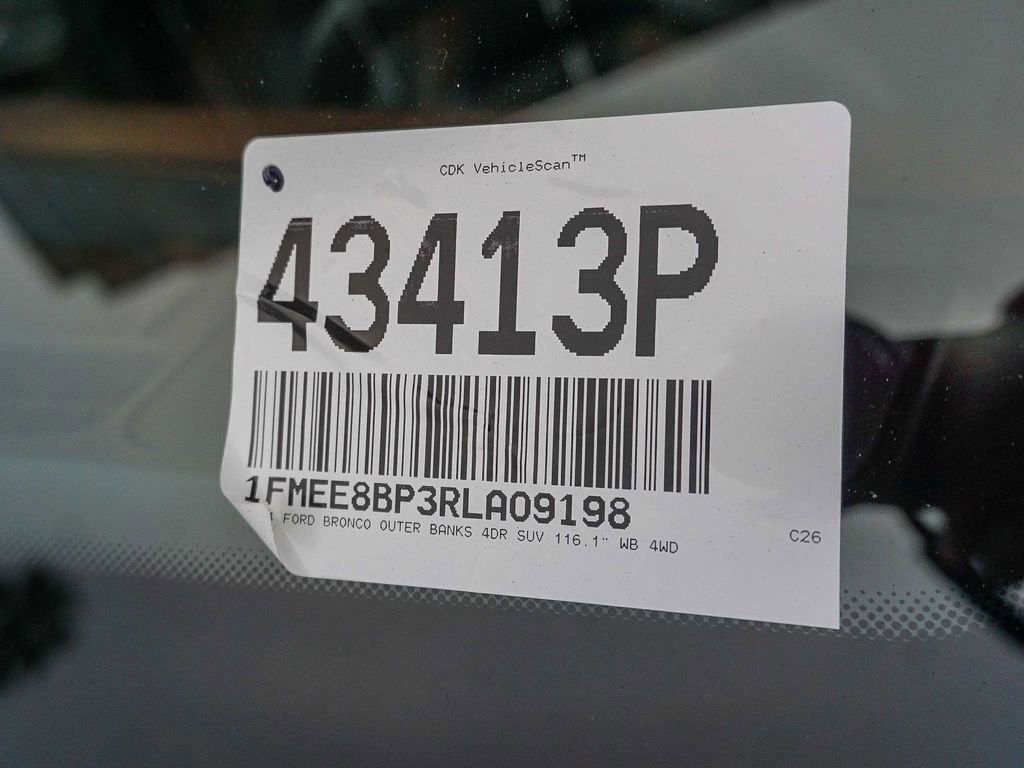 CDK VehicleScan™
43413P
1FMEE8BP3RLA09198
FORD BRONCO OUTER BANKS 4DR SUV 116.1" WB 4WD
C26